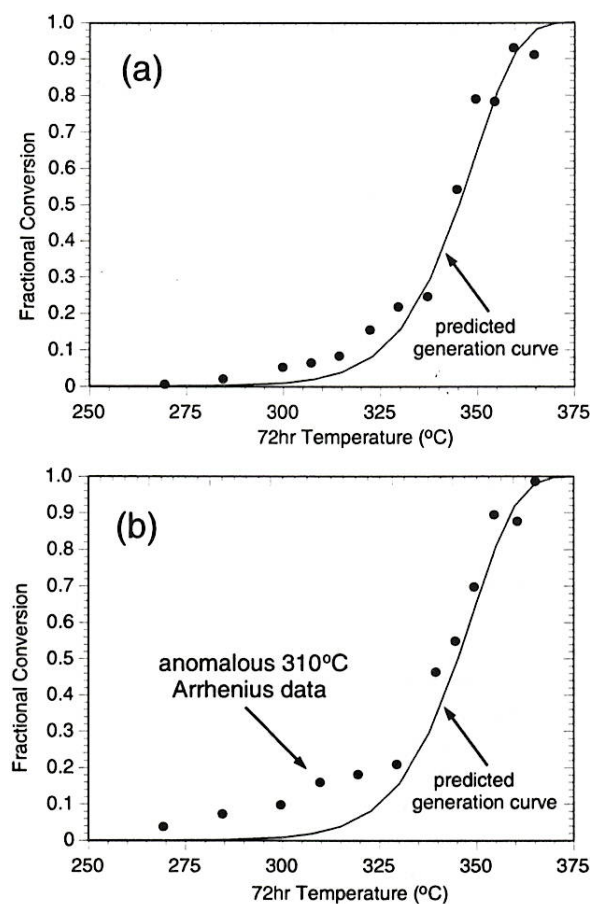 (a)
1.0
0.9
0.8
0.7
0.6
0.5
0.4
0.3
0.2
0.1
0
Fractional Conversion
predicted
generation curve
250 275 300 325 350 375
72hr Temperature (ºC)
(b)
1.0
0.9
0.8
0.7
0.6
0.5
0.4
0.3
0.2
0.1
0
Fractional Conversion
anomalous 310ºC
Arrhenius data
predicted
generation curve
250 275 300 325 350 375
72hr Temperature (ºC)